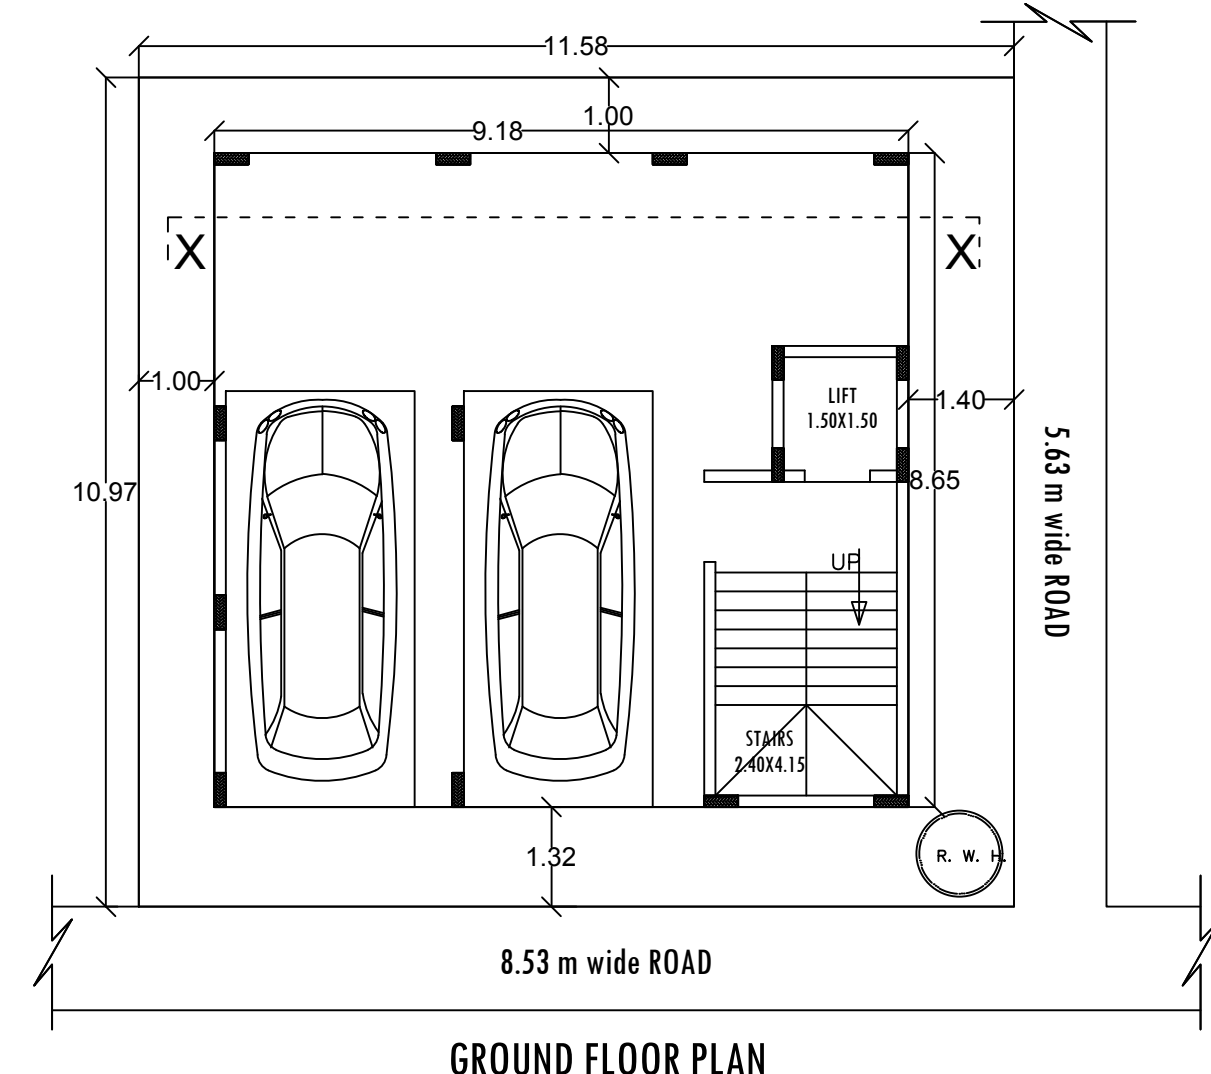 11.58
1.00
9.18
X
X
1.00
LIFT
1.50X1.50
1.40
10.97
8.65
5.63 m wide ROAD
UP
STAIRS
2.40X4.15
1.32
R. W. H.
8.53 m wide ROAD
GROUND FLOOR PLAN